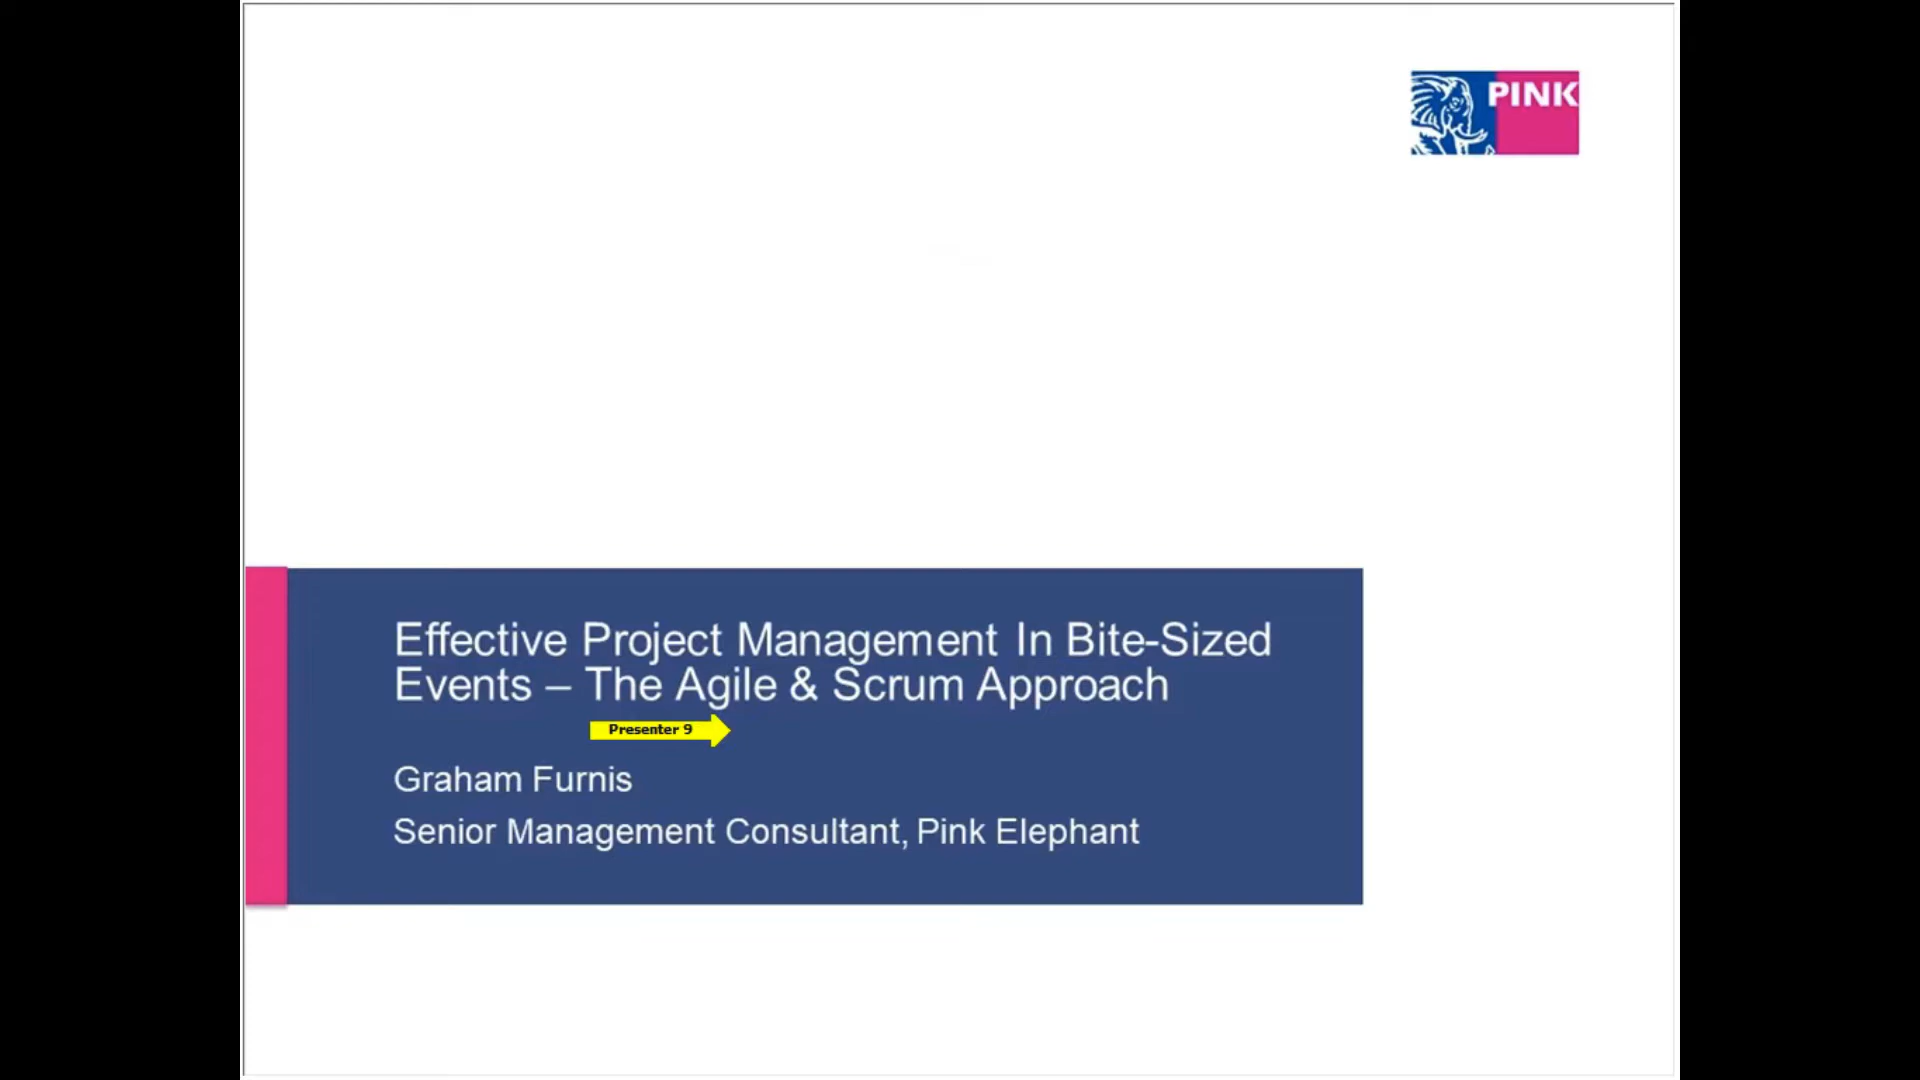 PINK
Effective Project Management In Bite-Sized
Events – The Agile & Scrum Approach
Presenter 9
Graham Furnis
Senior Management Consultant, Pink Elephant